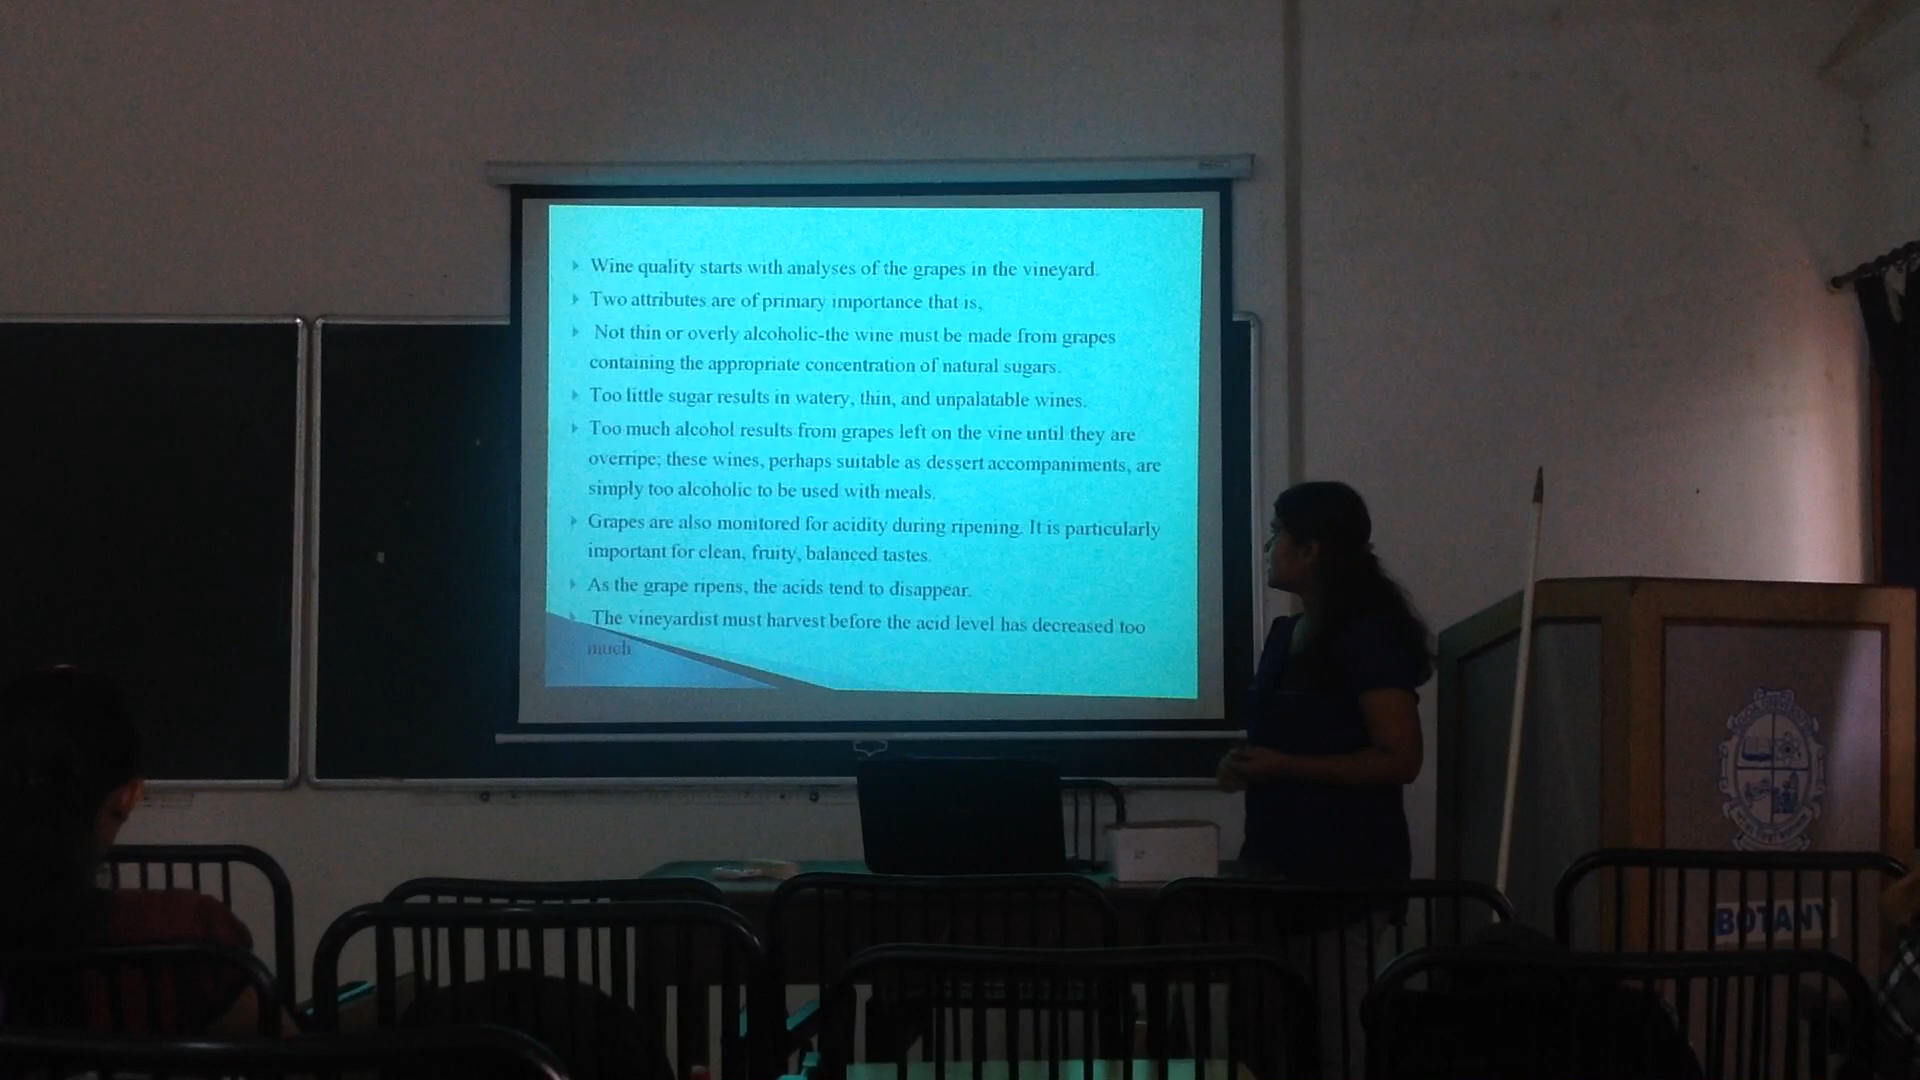 Wine quality starts with analyses of the grapes in the vineyard.
Two attributes are of primary importance that is,
Not thin or overly alcoholic-the wine must be made from grapes
containing the appropriate concentration of natural sugars.
Too little sugar results in watery, thin, and unpalatable wines.
Too much alcohol results from grapes left on the vine until they are
overripe; these wines, perhaps suitable as dessert accompaniments, are
simply too alcoholic to be used with meals.
Grapes are also monitored for acidity during ripening. It is particularly
important for clean, fruity, balanced tastes.
As the grape ripens, the acids tend to disappear.
The vineyardist must harvest before the acid level has decreased too
much
BOTANY